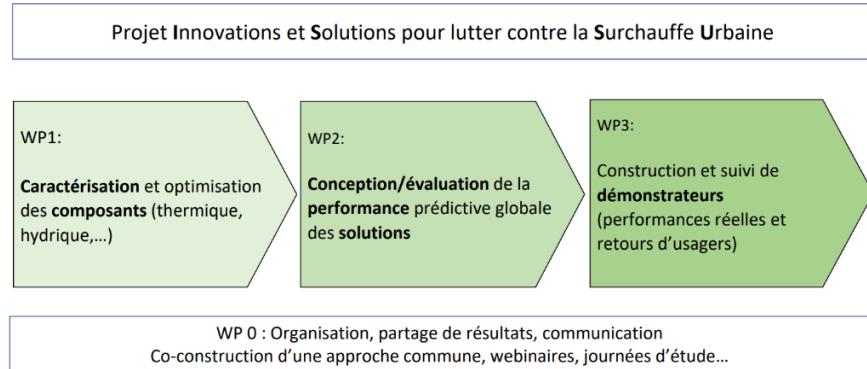 Projet Innovations et Solutions pour lutter contre la Surchauffe Urbaine
WP1:
Caractérisation et optimisation
des composants (thermique,
hydrique,…)
WP2:
Conception/évaluation de la
performance prédictive globale
des solutions
WP3:
Construction et suivi de
démonstrateurs
(performances réelles et
retours d’usagers)
WP 0 : Organisation, partage de résultats, communication
Co-construction d’une approche commune, webinaires, journées d’étude…